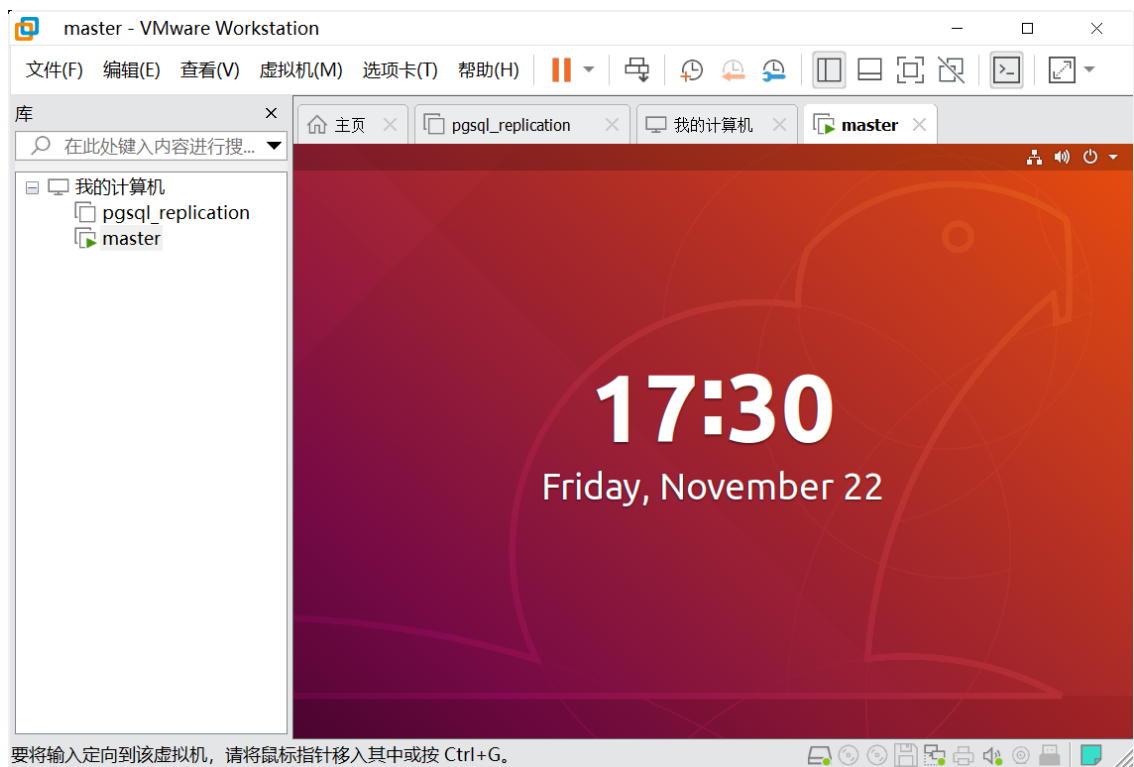 master - VMware Workstation
文件(F) 编辑(E) 查看(V) 虚拟机(M) 选项卡(T) 帮助(H)
库
主页 pgsql_replication 我的计算机 master
在此处键入内容进行搜...
我的计算机
pgsql_replication
master
17:30
Friday, November 22
要将输入定向到该虚拟机，请将鼠标指针移入其中或按 Ctrl+G。